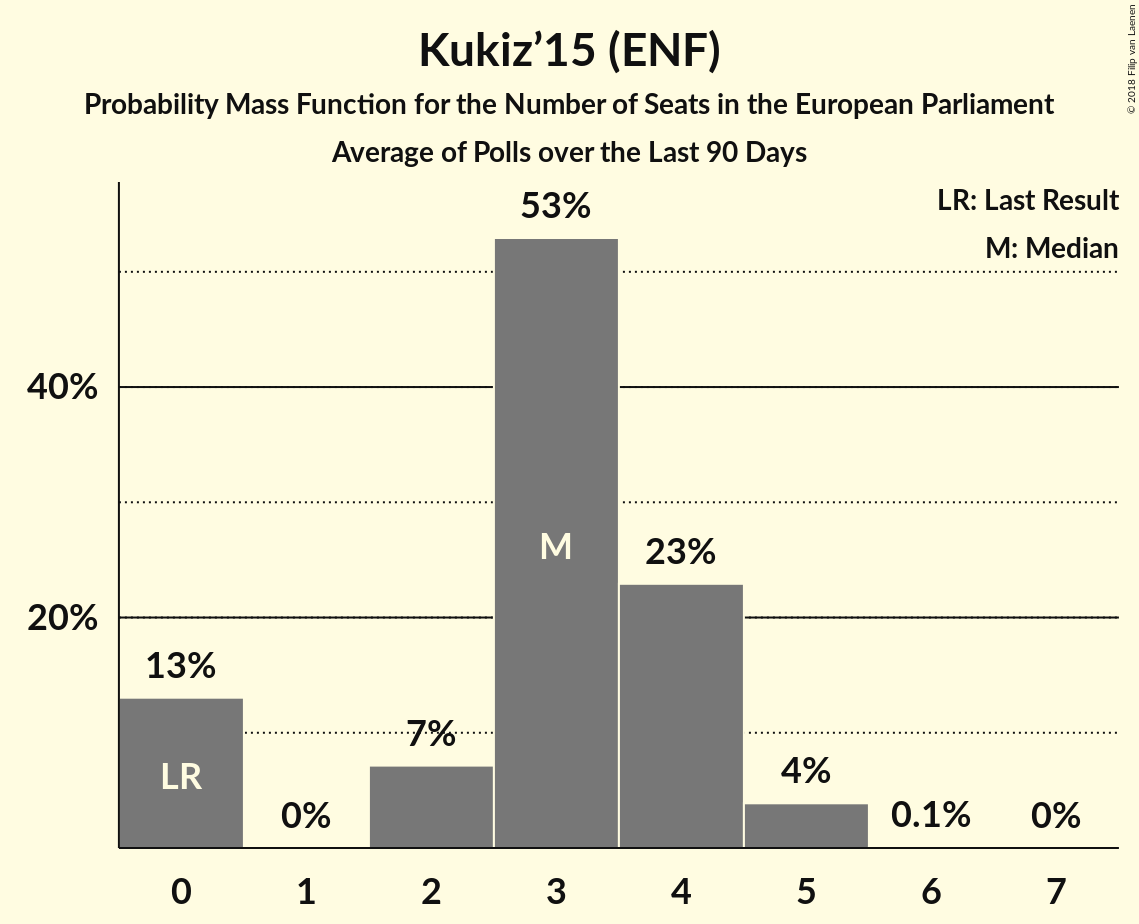 Kukiz’15 (ENF)
Probability Mass Function for the Number of Seats in the European Parliament
Average of Polls over the Last 90 Days
© 2018 Filip van Laenen
LR: Last Result
M: Median
53%
40%
M
23%
20%
13%
7%
LR
4%
0%
0.1%
0%
0 1 2 3 4 5 6 7